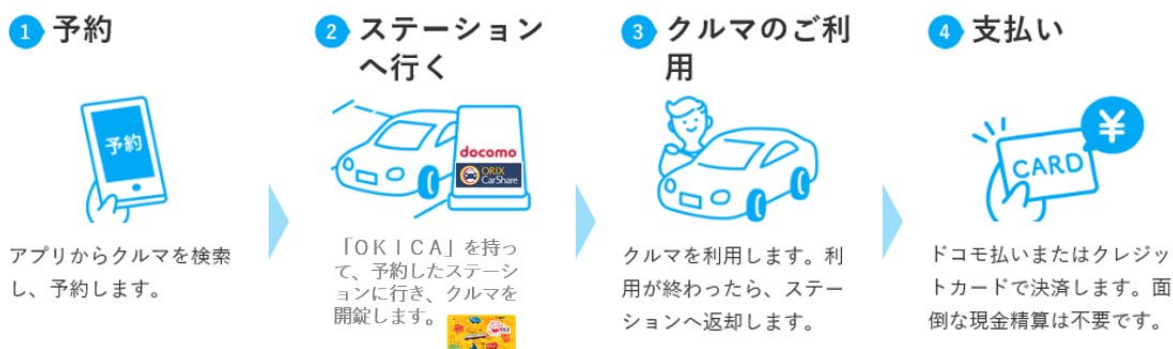 1 予約
予約
アプリからクルマを検索
し、予約します。
2 ステーション
へ行く
docomo
ORIX
CarShare
「ＯＫＩＣＡ」を持っ
て、予約したステーシ
ョンに行き、クルマを
開錠します。
3 クルマのご利
用
クルマを利用します。利
用が終わったら、ステー
ションへ返却します。
4 支払い
¥
CARD
ドコモ払いまたはクレジッ
トカードで決済します。面
倒な現金精算は不要です。